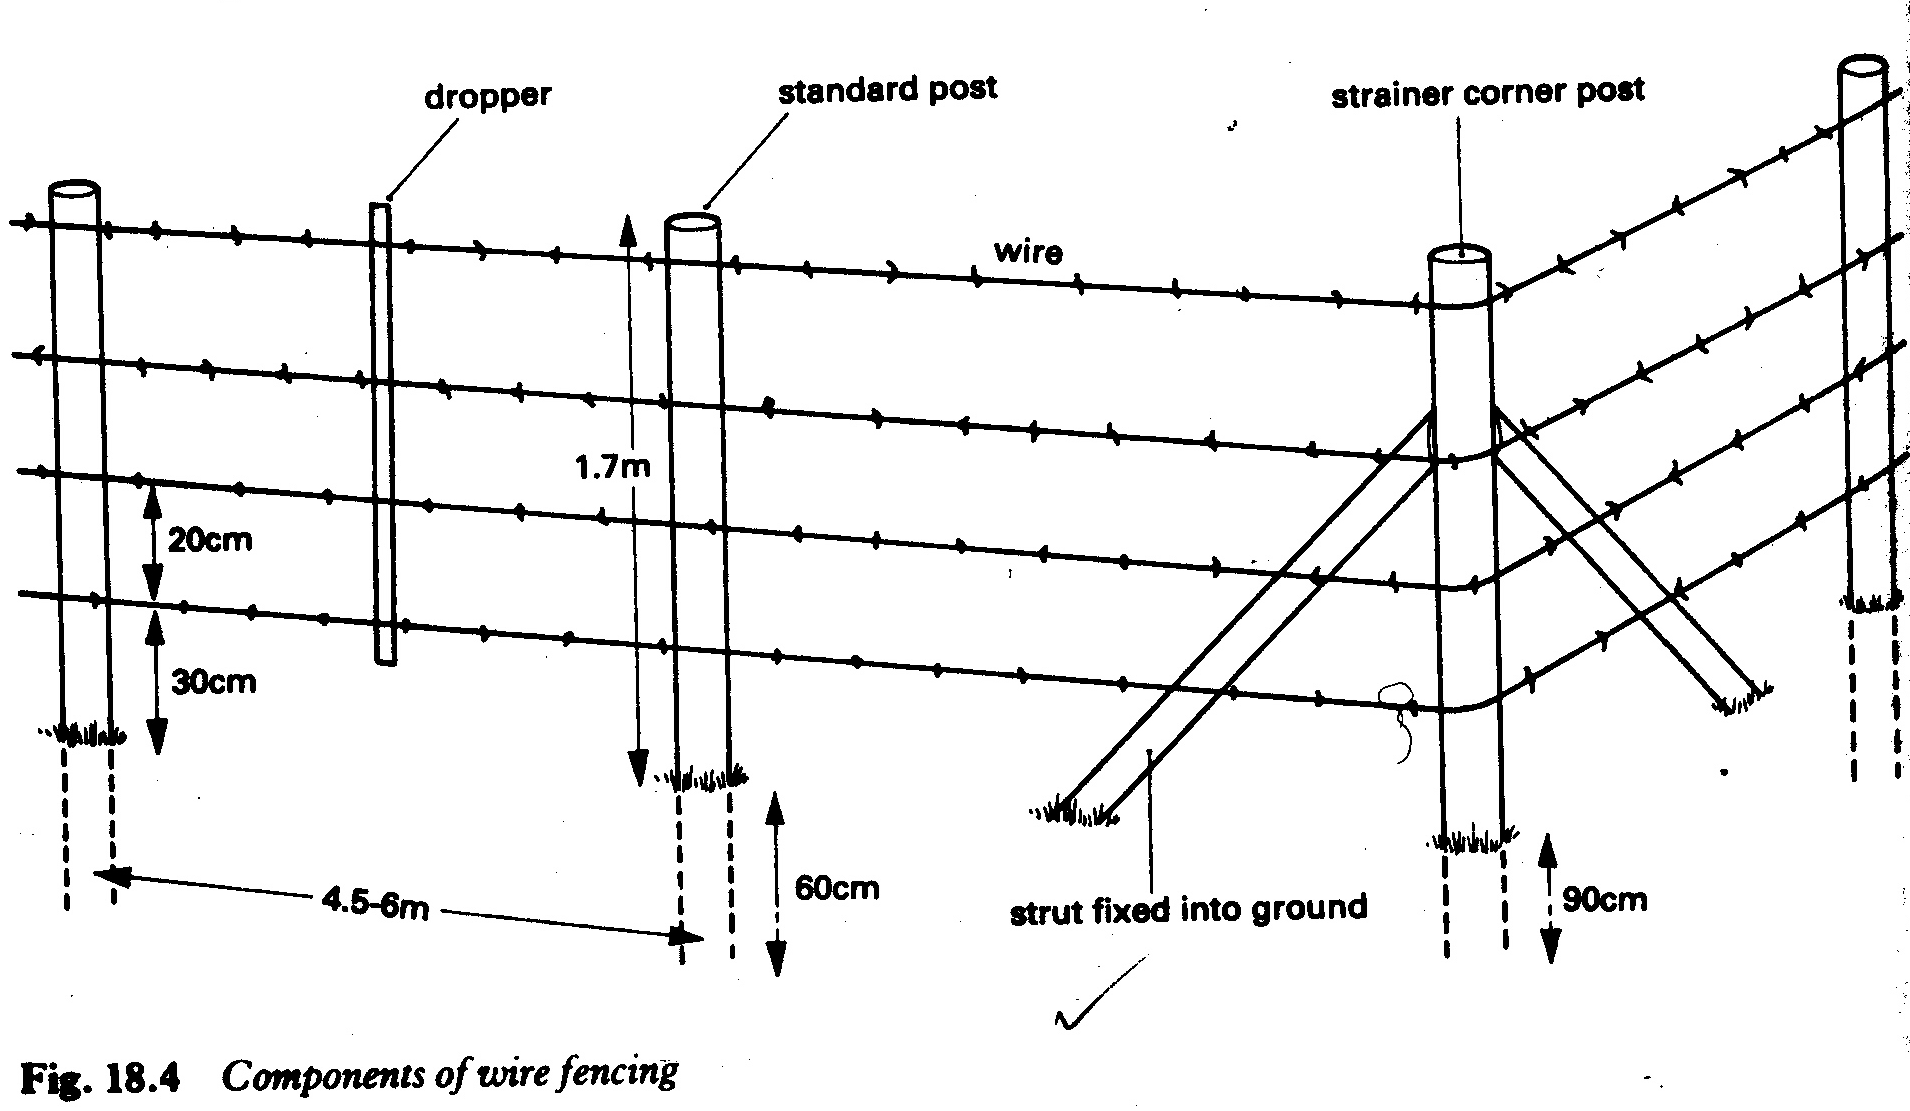 dropper
standard post
strainer corner post
wire
1.7m
20cm
30cm
4.5-6m
60cm
strut fixed into ground
90cm
Fig. 18.4 Components of wire fencing